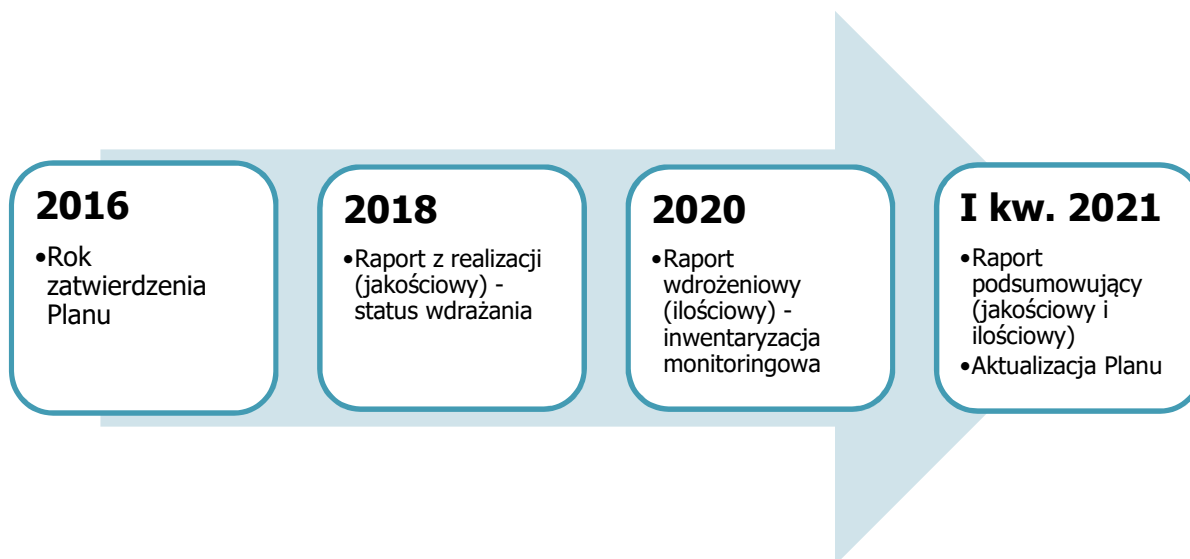 2016
•Rok
zatwierdzenia
Planu
2018
•Raport z realizacji
(jakościowy) -
status wdrażania
2020
•Raport
wdrożeniowy
(ilościowy) -
inwentaryzacja
monitoringowa
I kw. 2021
•Raport
podsumowujący
(jakościowy i
ilościowy)
•Aktualizacja Planu